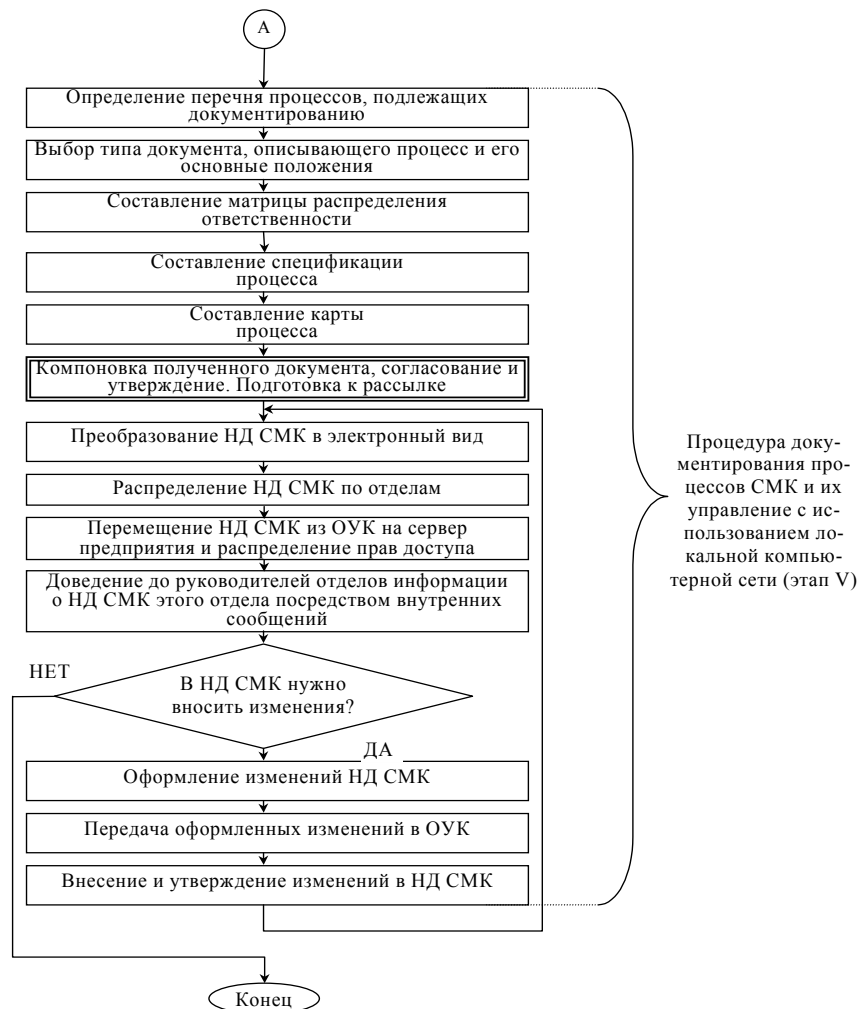 А
Определение перечня процессов, подлежащих
документированию
Выбор типа документа, описывающего процесс и его
основные положения
Составление матрицы распределения
ответственности
Составление спецификации
процесса
Составление карты
процесса
Компоновка полученного документа, согласование и
утверждение. Подготовка к рассылке
Преобразование НД СМК в электронный вид
Распределение НД СМК по отделам
Перемещение НД СМК из ОУК на сервер
предприятия и распределение прав доступа
Доведение до руководителей отделов информации
о НД СМК этого отдела посредством внутренних
сообщений
НЕТ
В НД СМК нужно
вносить изменения?
ДА
Оформление изменений НД СМК
Передача оформленных изменений в ОУК
Внесение и утверждение изменений в НД СМК
Конец
Процедура доку-
ментирования про-
цессов СМК и их
управление с ис-
пользованием ло-
кальной компью-
терной сети (этап V)